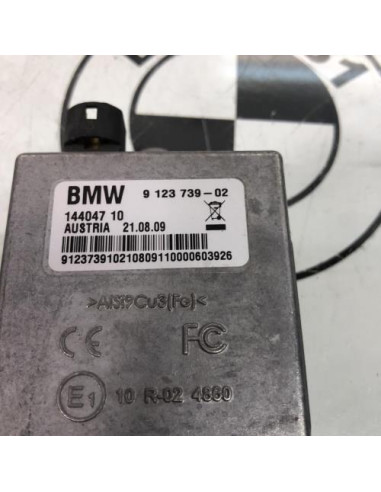 BMW 9 123 739-02
144047 10
AUSTRIA 21.08.09
912373910210809110000603926
>AlSi9Cu3(Fe)<
CE FC
E1 10 R-02 4830